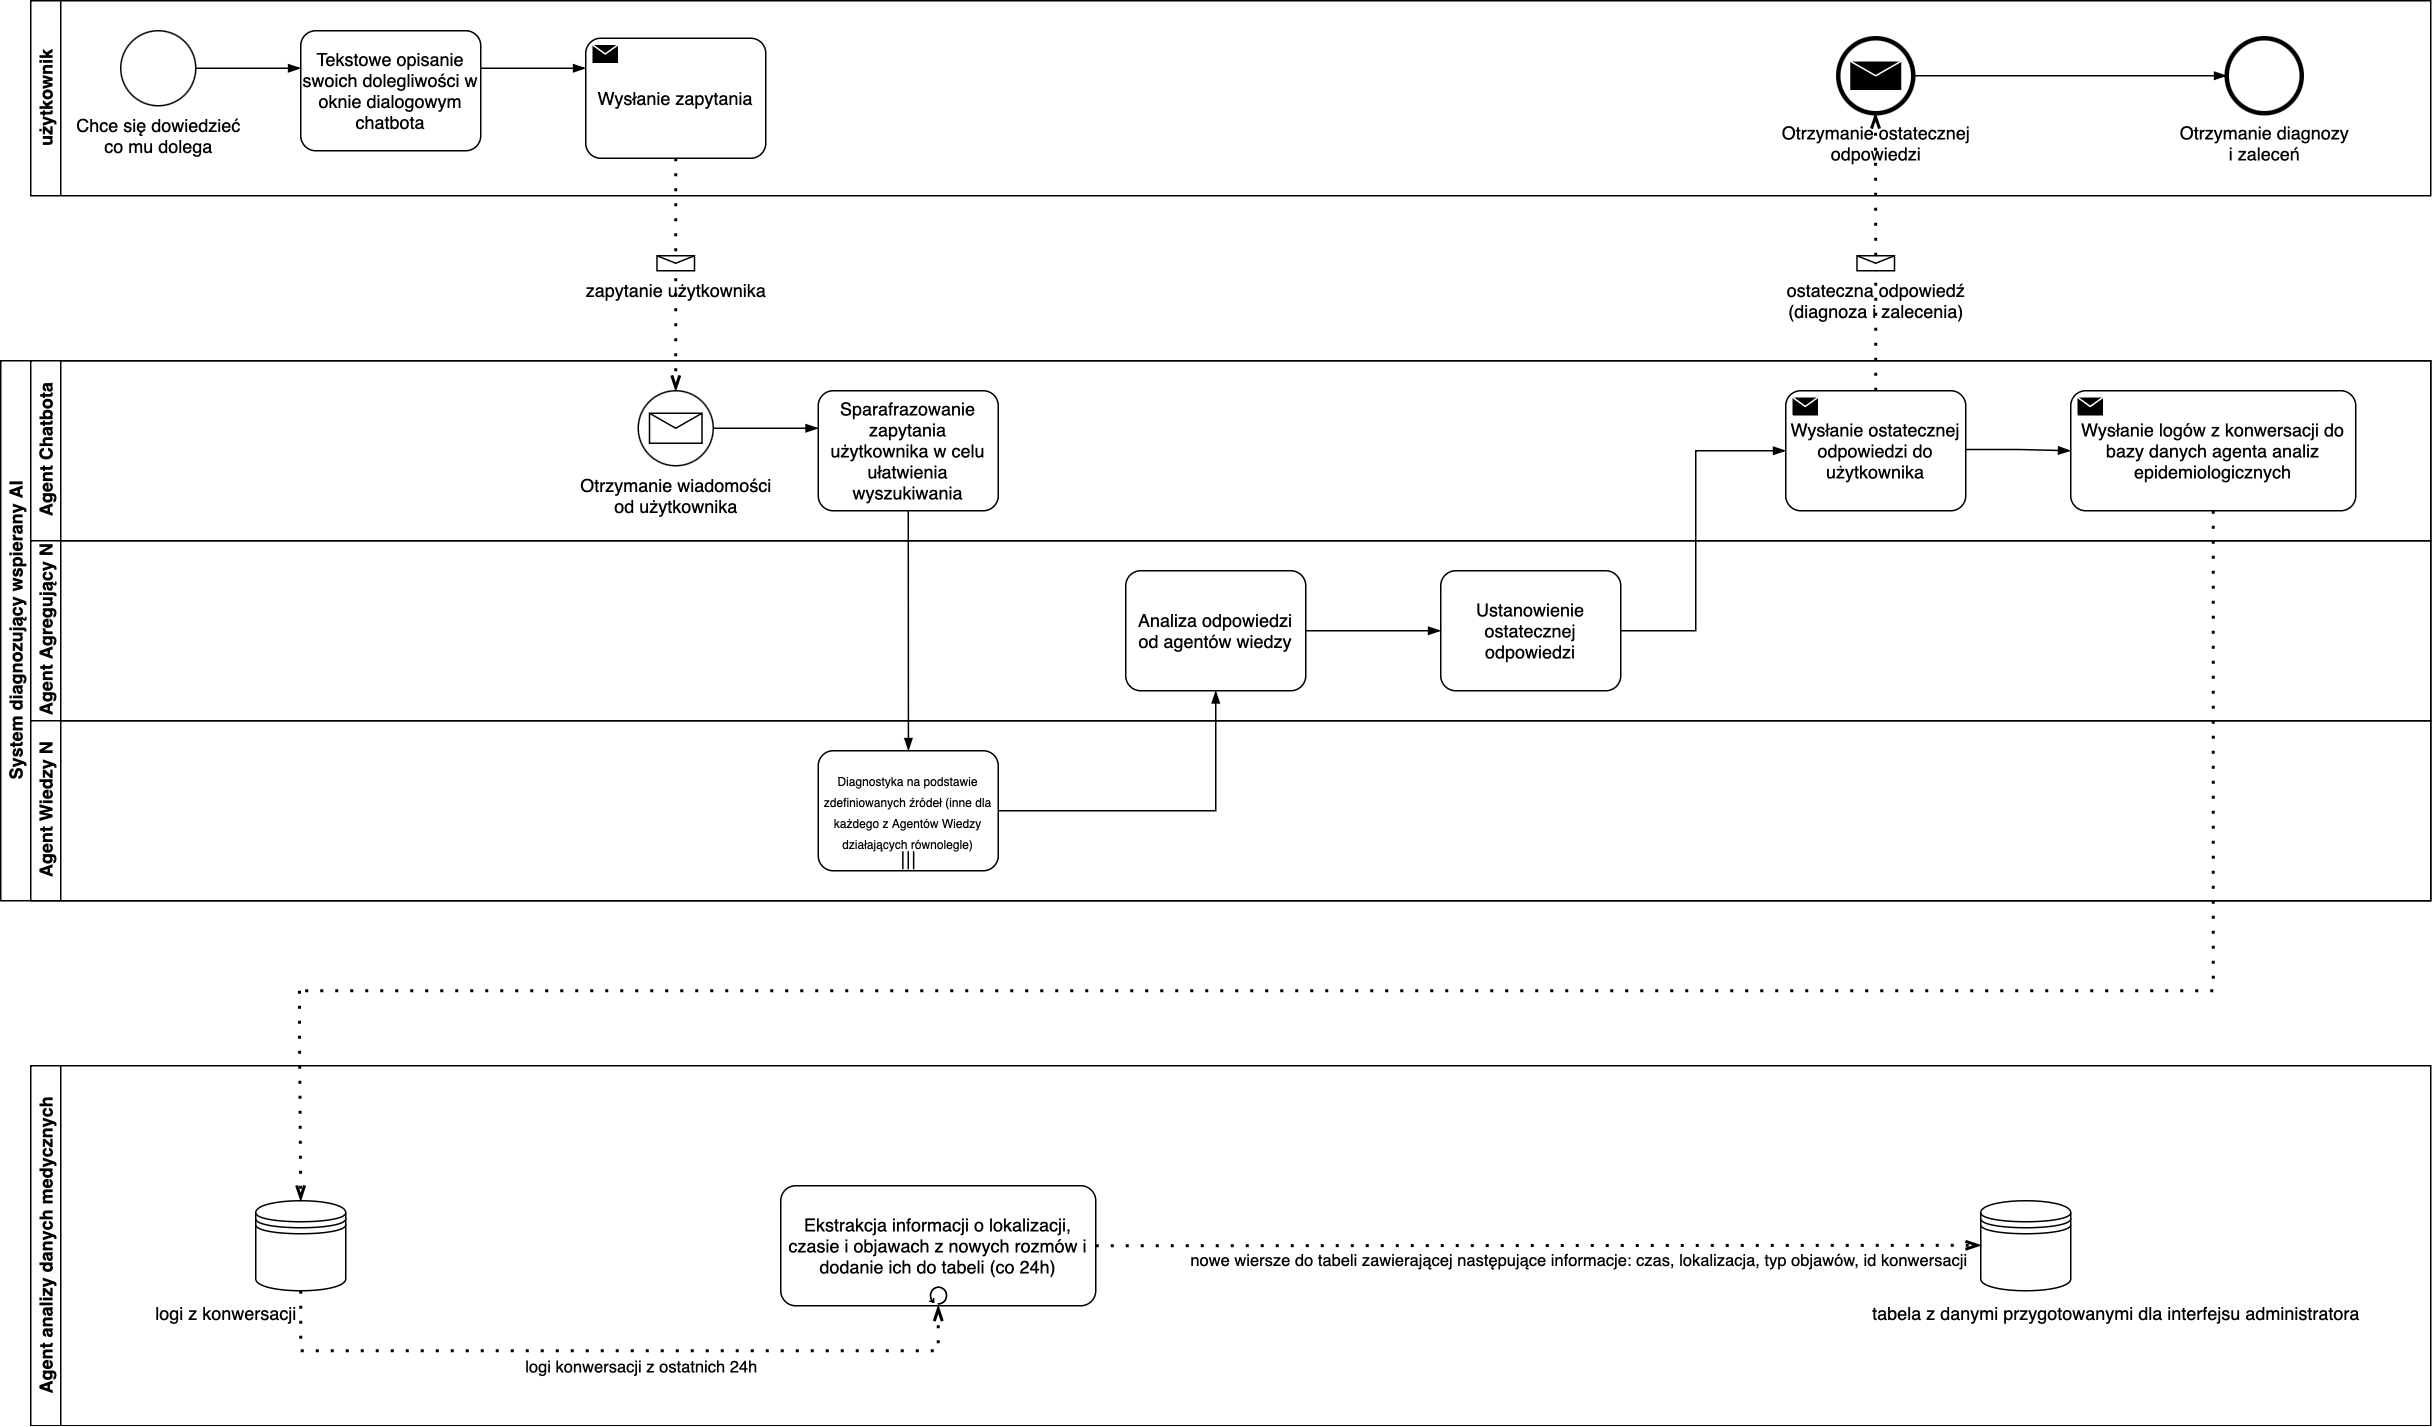 użytkownik
Chce się dowiedzieć
co mu dolega
Tekstowe opisanie
swoich dolegliwości w
oknie dialogowym
chatbota
Wysłanie zapytania
Otrzymanie ostatecznej
odpowiedzi
Otrzymanie diagnozy
i zaleceń
zapytanie użytkownika
ostateczna odpowiedź
(diagnoza i zalecenia)
System diagnozujący wspierany AI
Agent Chatbota
Otrzymanie wiadomości
od użytkownika
Sparafrazowanie
zapytania
użytkownika w celu
ułatwienia
wyszukiwania
Wysłanie ostatecznej
odpowiedzi do
użytkownika
Wysłanie logów z konwersacji do
bazy danych agenta analiz
epidemiologicznych
Agent Agregujący N
Analiza odpowiedzi
od agentów wiedzy
Ustanowienie
ostatecznej
odpowiedzi
Agent Wiedzy N
Diagnostyka na podstawie
zdefiniowanych źródeł (inne dla
każdego z Agentów Wiedzy
działających równolegle)
Agent analizy danych medycznych
logi z konwersacji
logi konwersacji z ostatnich 24h
Ekstrakcja informacji o lokalizacji,
czasie i objawach z nowych rozmów i
dodanie ich do tabeli (co 24h)
nowe wiersze do tabeli zawierającej następujące informacje: czas, lokalizacja, typ objawów, id konwersacji
tabela z danymi przygotowanymi dla interfejsu administratora